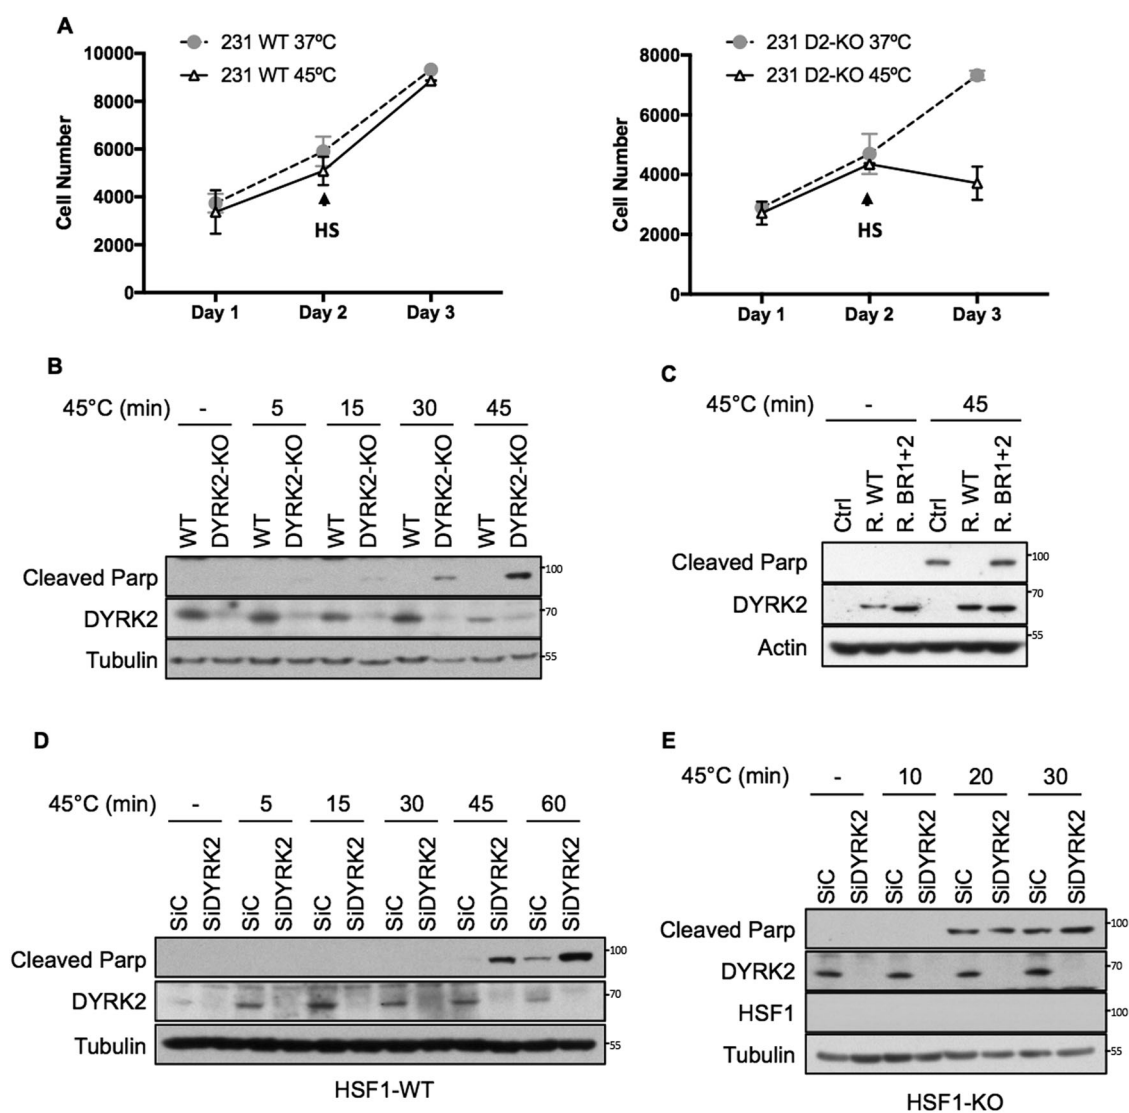 A
231 WT 37ºC
231 WT 45ºC
10000
8000
6000
4000
2000
0
Cell Number
HS
Day 1 Day 2 Day 3
231 D2-KO 37ºC
231 D2-KO 45ºC
8000
6000
4000
2000
0
Cell Number
HS
Day 1 Day 2 Day 3
B
45°C (min) - 5 15 30 45
WT DYRK2-KO WT DYRK2-KO WT DYRK2-KO WT DYRK2-KO WT DYRK2-KO
Cleaved Parp 100
DYRK2 70
Tubulin 55
C
45°C (min) - 45
Ctrl R. WT R. BR1+2 Ctrl R. WT R. BR1+2
Cleaved Parp 100
DYRK2 70
Actin 55
D
45°C (min) - 5 15 30 45 60
SiC SiDYRK2 SiC SiDYRK2 SiC SiDYRK2 SiC SiDYRK2 SiC SiDYRK2 SiC SiDYRK2
Cleaved Parp 100
DYRK2 70
Tubulin 55
HSF1-WT
E
45°C (min) - 10 20 30
SiC SiDYRK2 SiC SiDYRK2 SiC SiDYRK2 SiC SiDYRK2
Cleaved Parp 100
DYRK2 70
HSF1 100
Tubulin 55
HSF1-KO